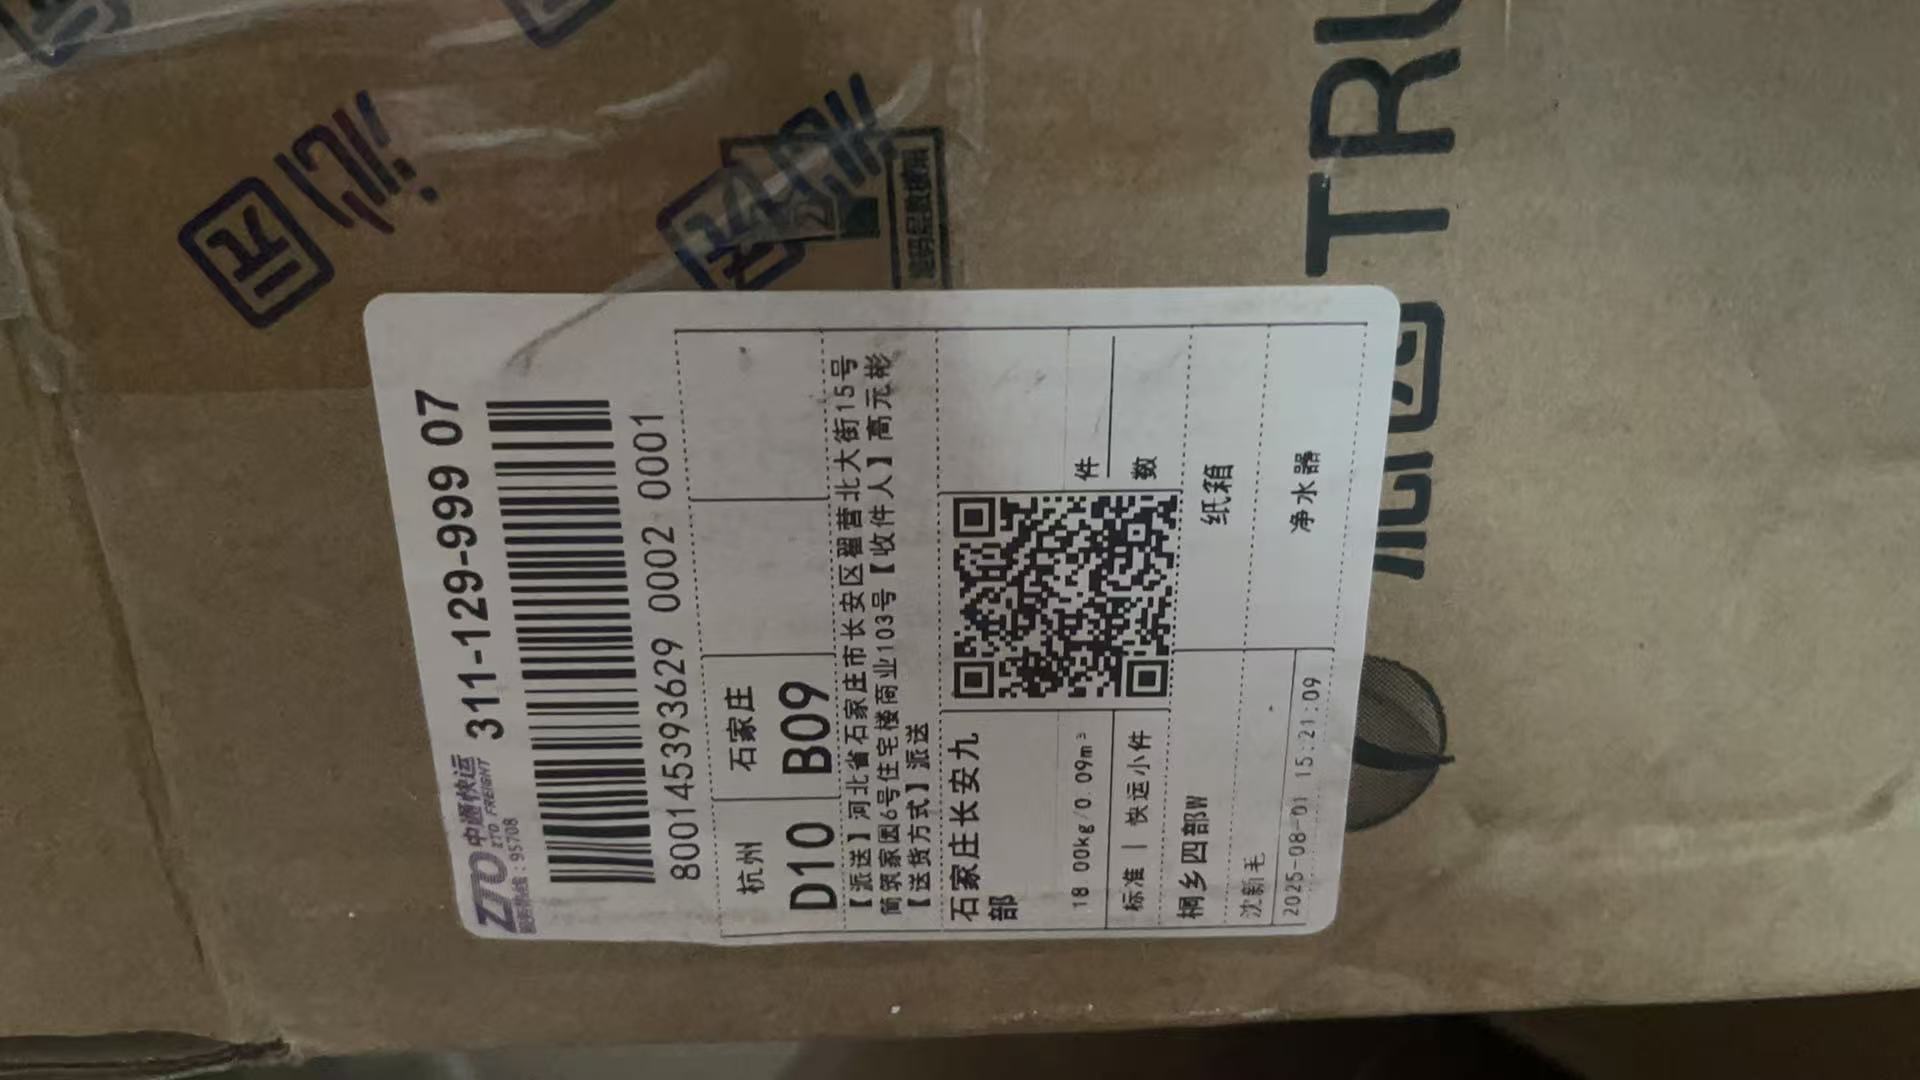 ZTO 中通快运
ZTO FREIGHT
服务热线：95708
311-129-999 07
800145393629 0002 0001
杭州
石家庄
D10
B09
【派送】河北省石家庄市长安区翟营北大街15号
简筑家园6号住宅楼商业103号【收件人】高元彬
【送货方式】派送
石家庄长安九
部
18.00kg/0.09m³
件
数
标准 | 快运小件
桐乡四部W
纸箱
沈新毛
净水器
2025-08-01 15:21:09
TRU